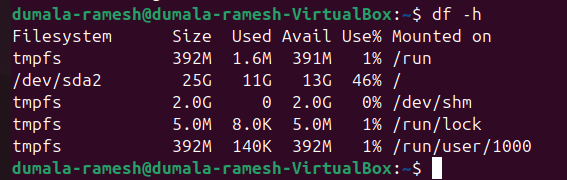 dumala-ramesh@dumala-ramesh-VirtualBox:~$ df -h
Filesystem Size Used Avail Use% Mounted on
tmpfs 392M 1.6M 391M 1% /run
/dev/sda2 25G 11G 13G 46% /
tmpfs 2.0G 0 2.0G 0% /dev/shm
tmpfs 5.0M 8.0K 5.0M 1% /run/lock
tmpfs 392M 140K 392M 1% /run/user/1000
dumala-ramesh@dumala-ramesh-VirtualBox:~$